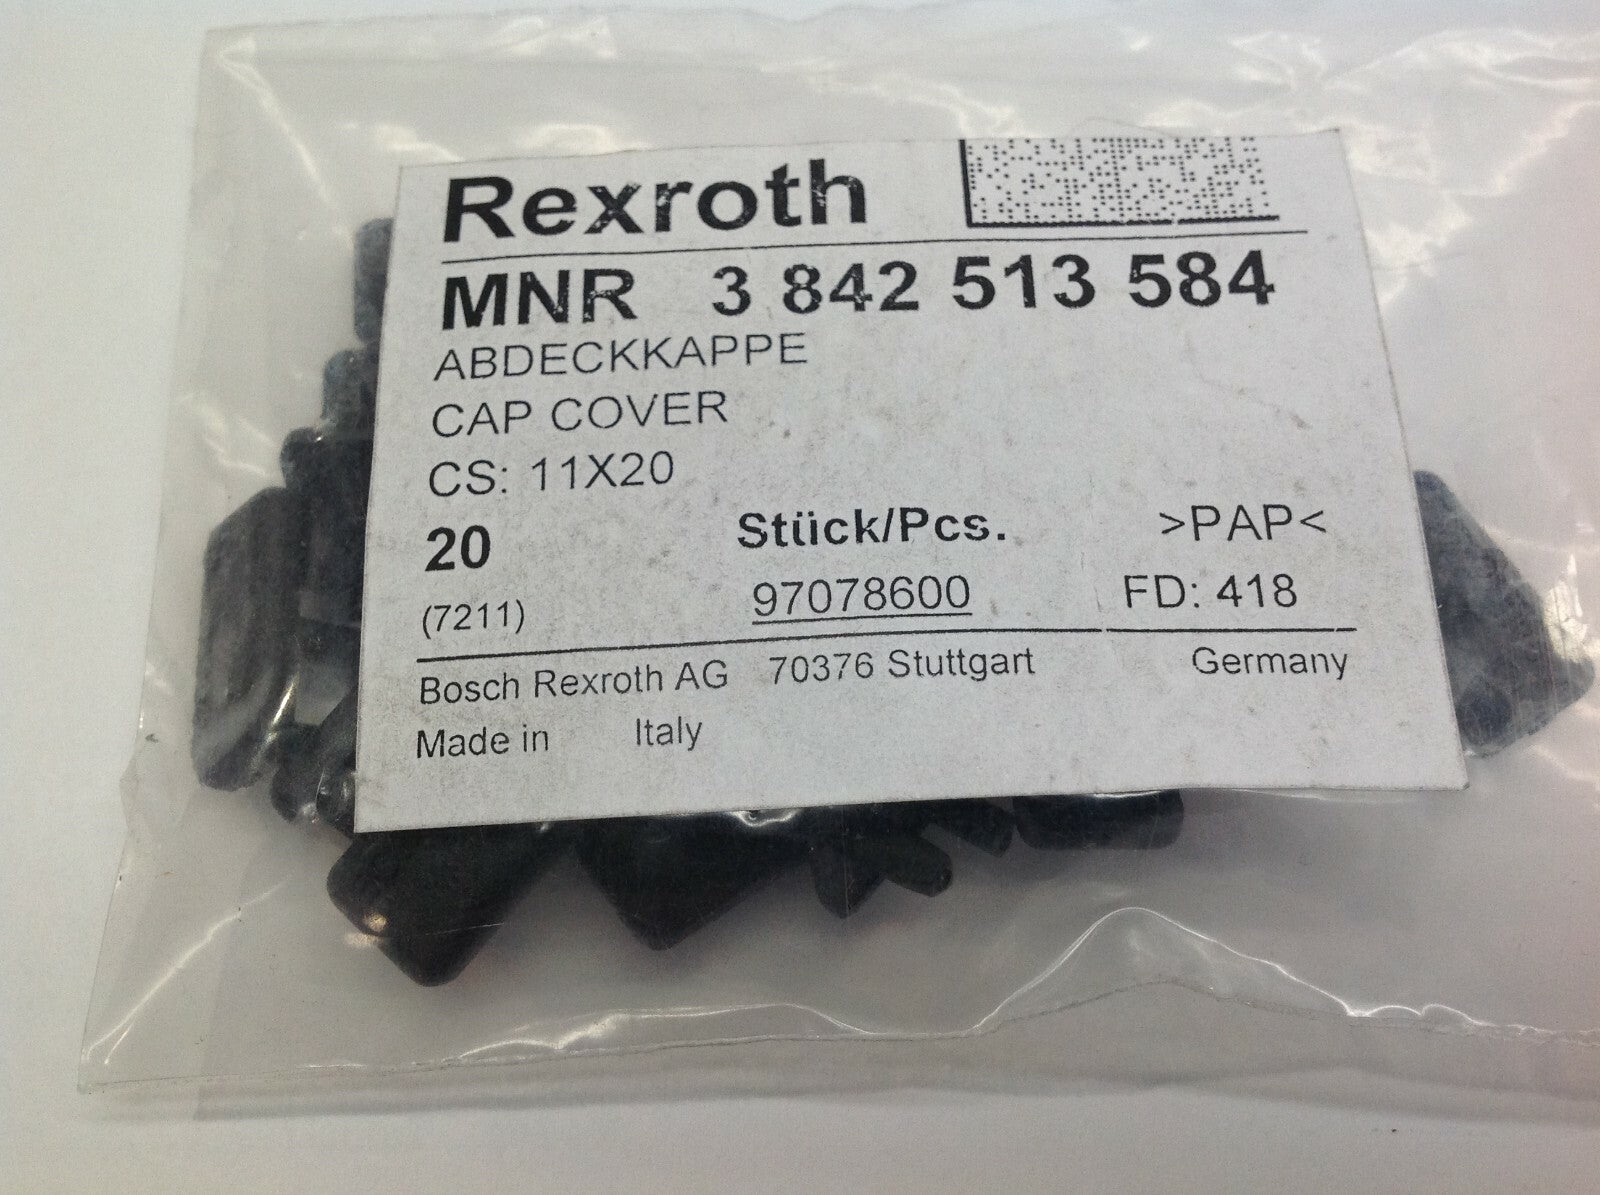 Rexroth
MNR 3 842 513 584
ABDECKKAPPE
CAP COVER
CS: 11X20
20 Stück/Pcs. >PAP<
(7211) 97078600 FD: 418
Bosch Rexroth AG 70376 Stuttgart Germany
Made in Italy